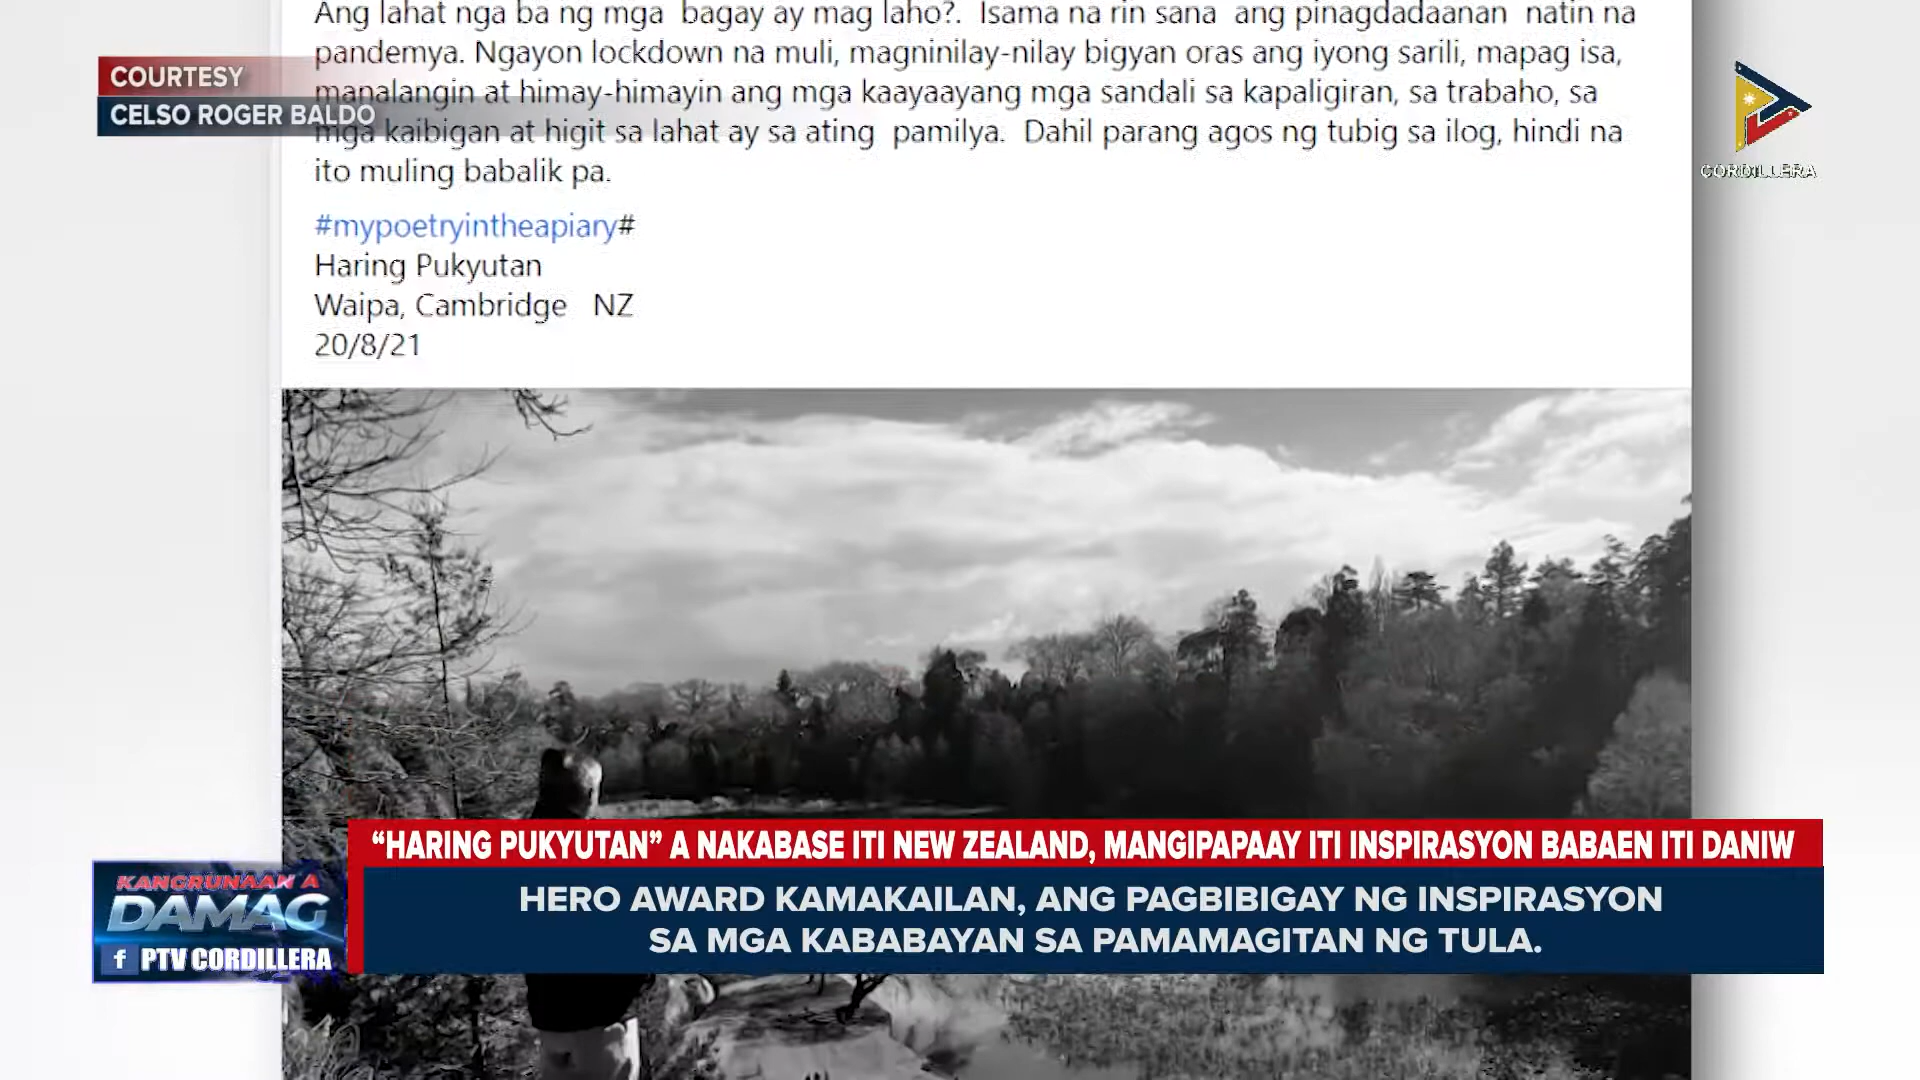 Ang lahat nga ba ng mga bagay ay mag laho?. Isama na rin sana ang pinagdadaanan natin na
pandemya. Ngayon lockdown na muli, magninilay-nilay bigyan oras ang iyong sarili, mapag isa,
manalangin at himay-himayin ang mga kaayaayang mga sandali sa kapaligiran, sa trabaho, sa
mga kaibigan at higit sa lahat ay sa ating pamilya. Dahil parang agos ng tubig sa ilog, hindi na
ito muling babalik pa.
#mypoetryintheapiary#
Haring Pukyutan
Waipa, Cambridge NZ
20/8/21
COURTESY
CELSO ROGER BALDO
CORDILLERA
“HARING PUKYUTAN” A NAKABASE ITI NEW ZEALAND, MANGIPAPAAY ITI INSPIRASYON BABAEN ITI DANIW
HERO AWARD KAMAKAILAN, ANG PAGBIBIGAY NG INSPIRASYON
SA MGA KABABAYAN SA PAMAMAGITAN NG TULA.
KANGRUNAAN A
DAMAG
f PTV CORDILLERA